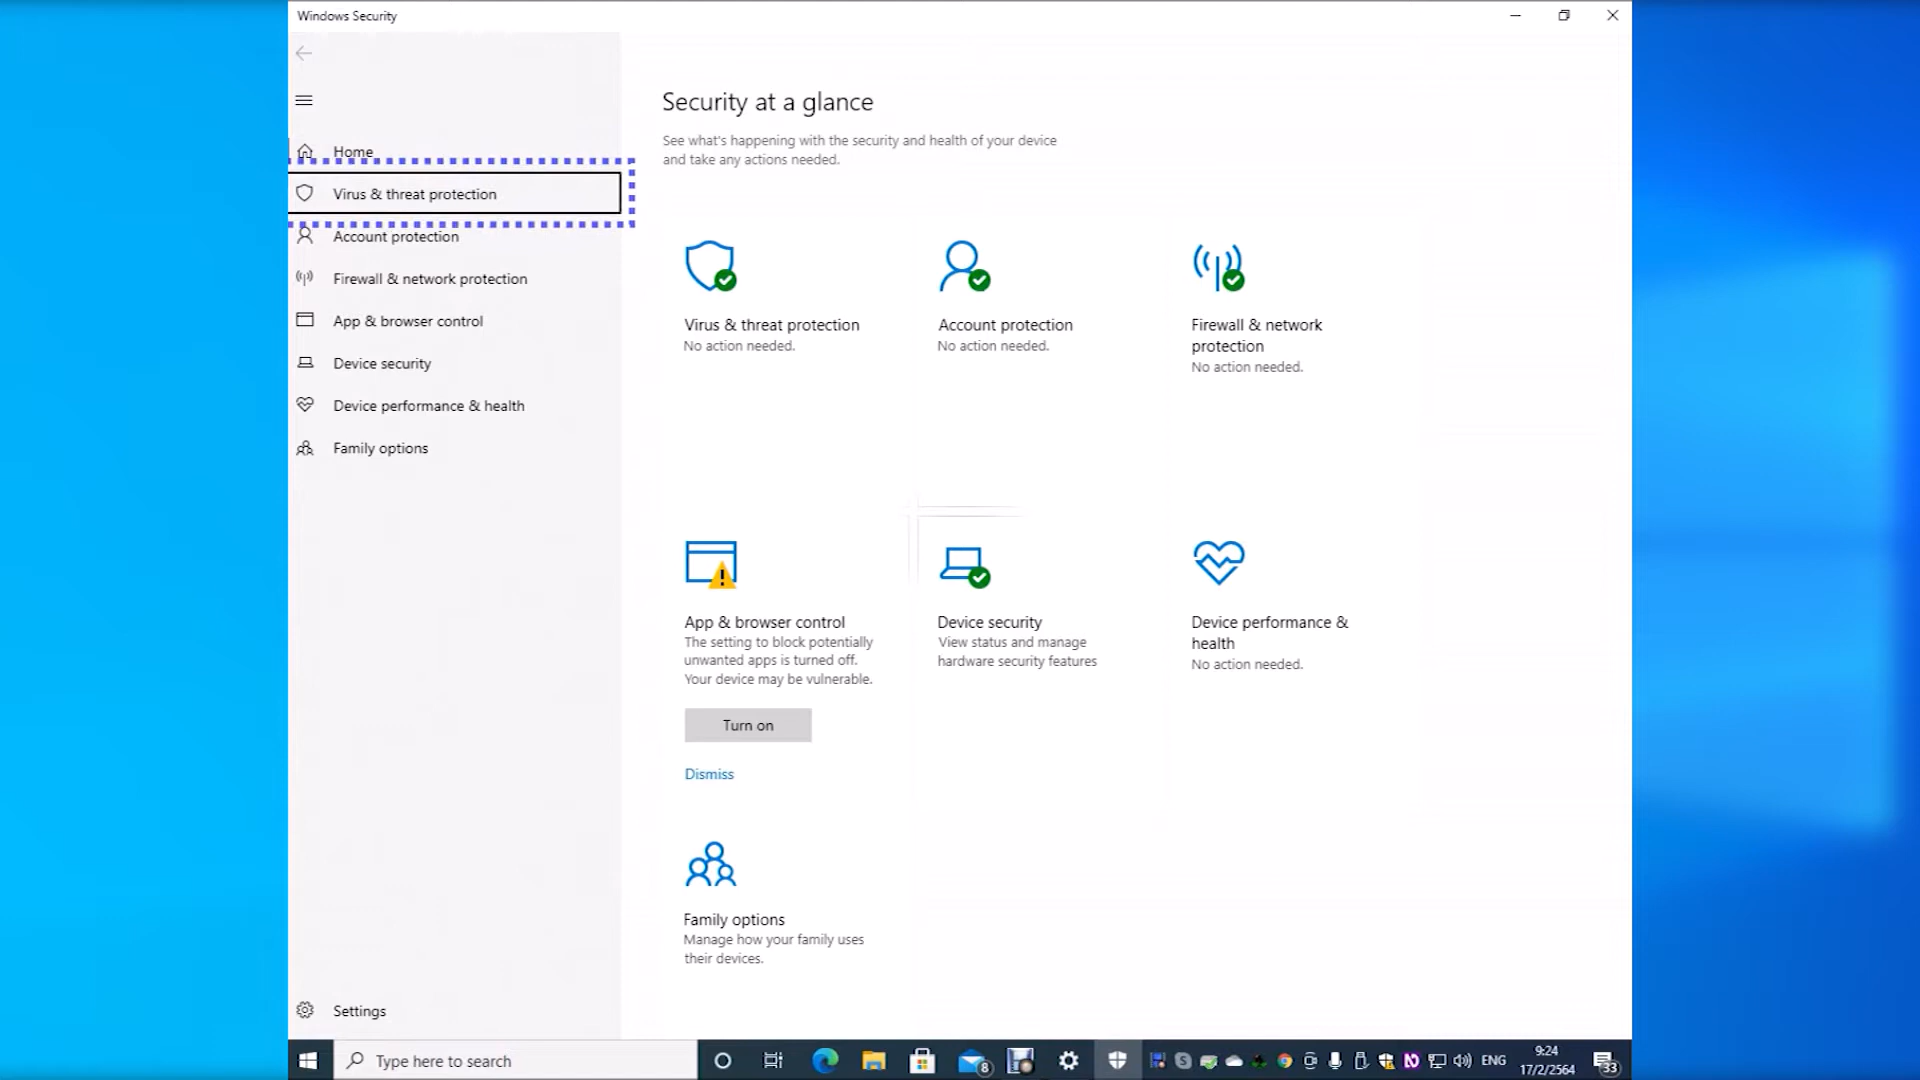 Windows Security
Home
Virus & threat protection
Account protection
Firewall & network protection
App & browser control
Device security
Device performance & health
Family options
Settings
Security at a glance
See what's happening with the security and health of your device
and take any actions needed.
Virus & threat protection
No action needed.
Account protection
No action needed.
Firewall & network
protection
No action needed.
App & browser control
The setting to block potentially
unwanted apps is turned off.
Your device may be vulnerable.
Turn on
Dismiss
Device security
View status and manage
hardware security features
Device performance &
health
No action needed.
Family options
Manage how your family uses
their devices.
Type here to search
8
ENG
9:24
17/2/2564
33